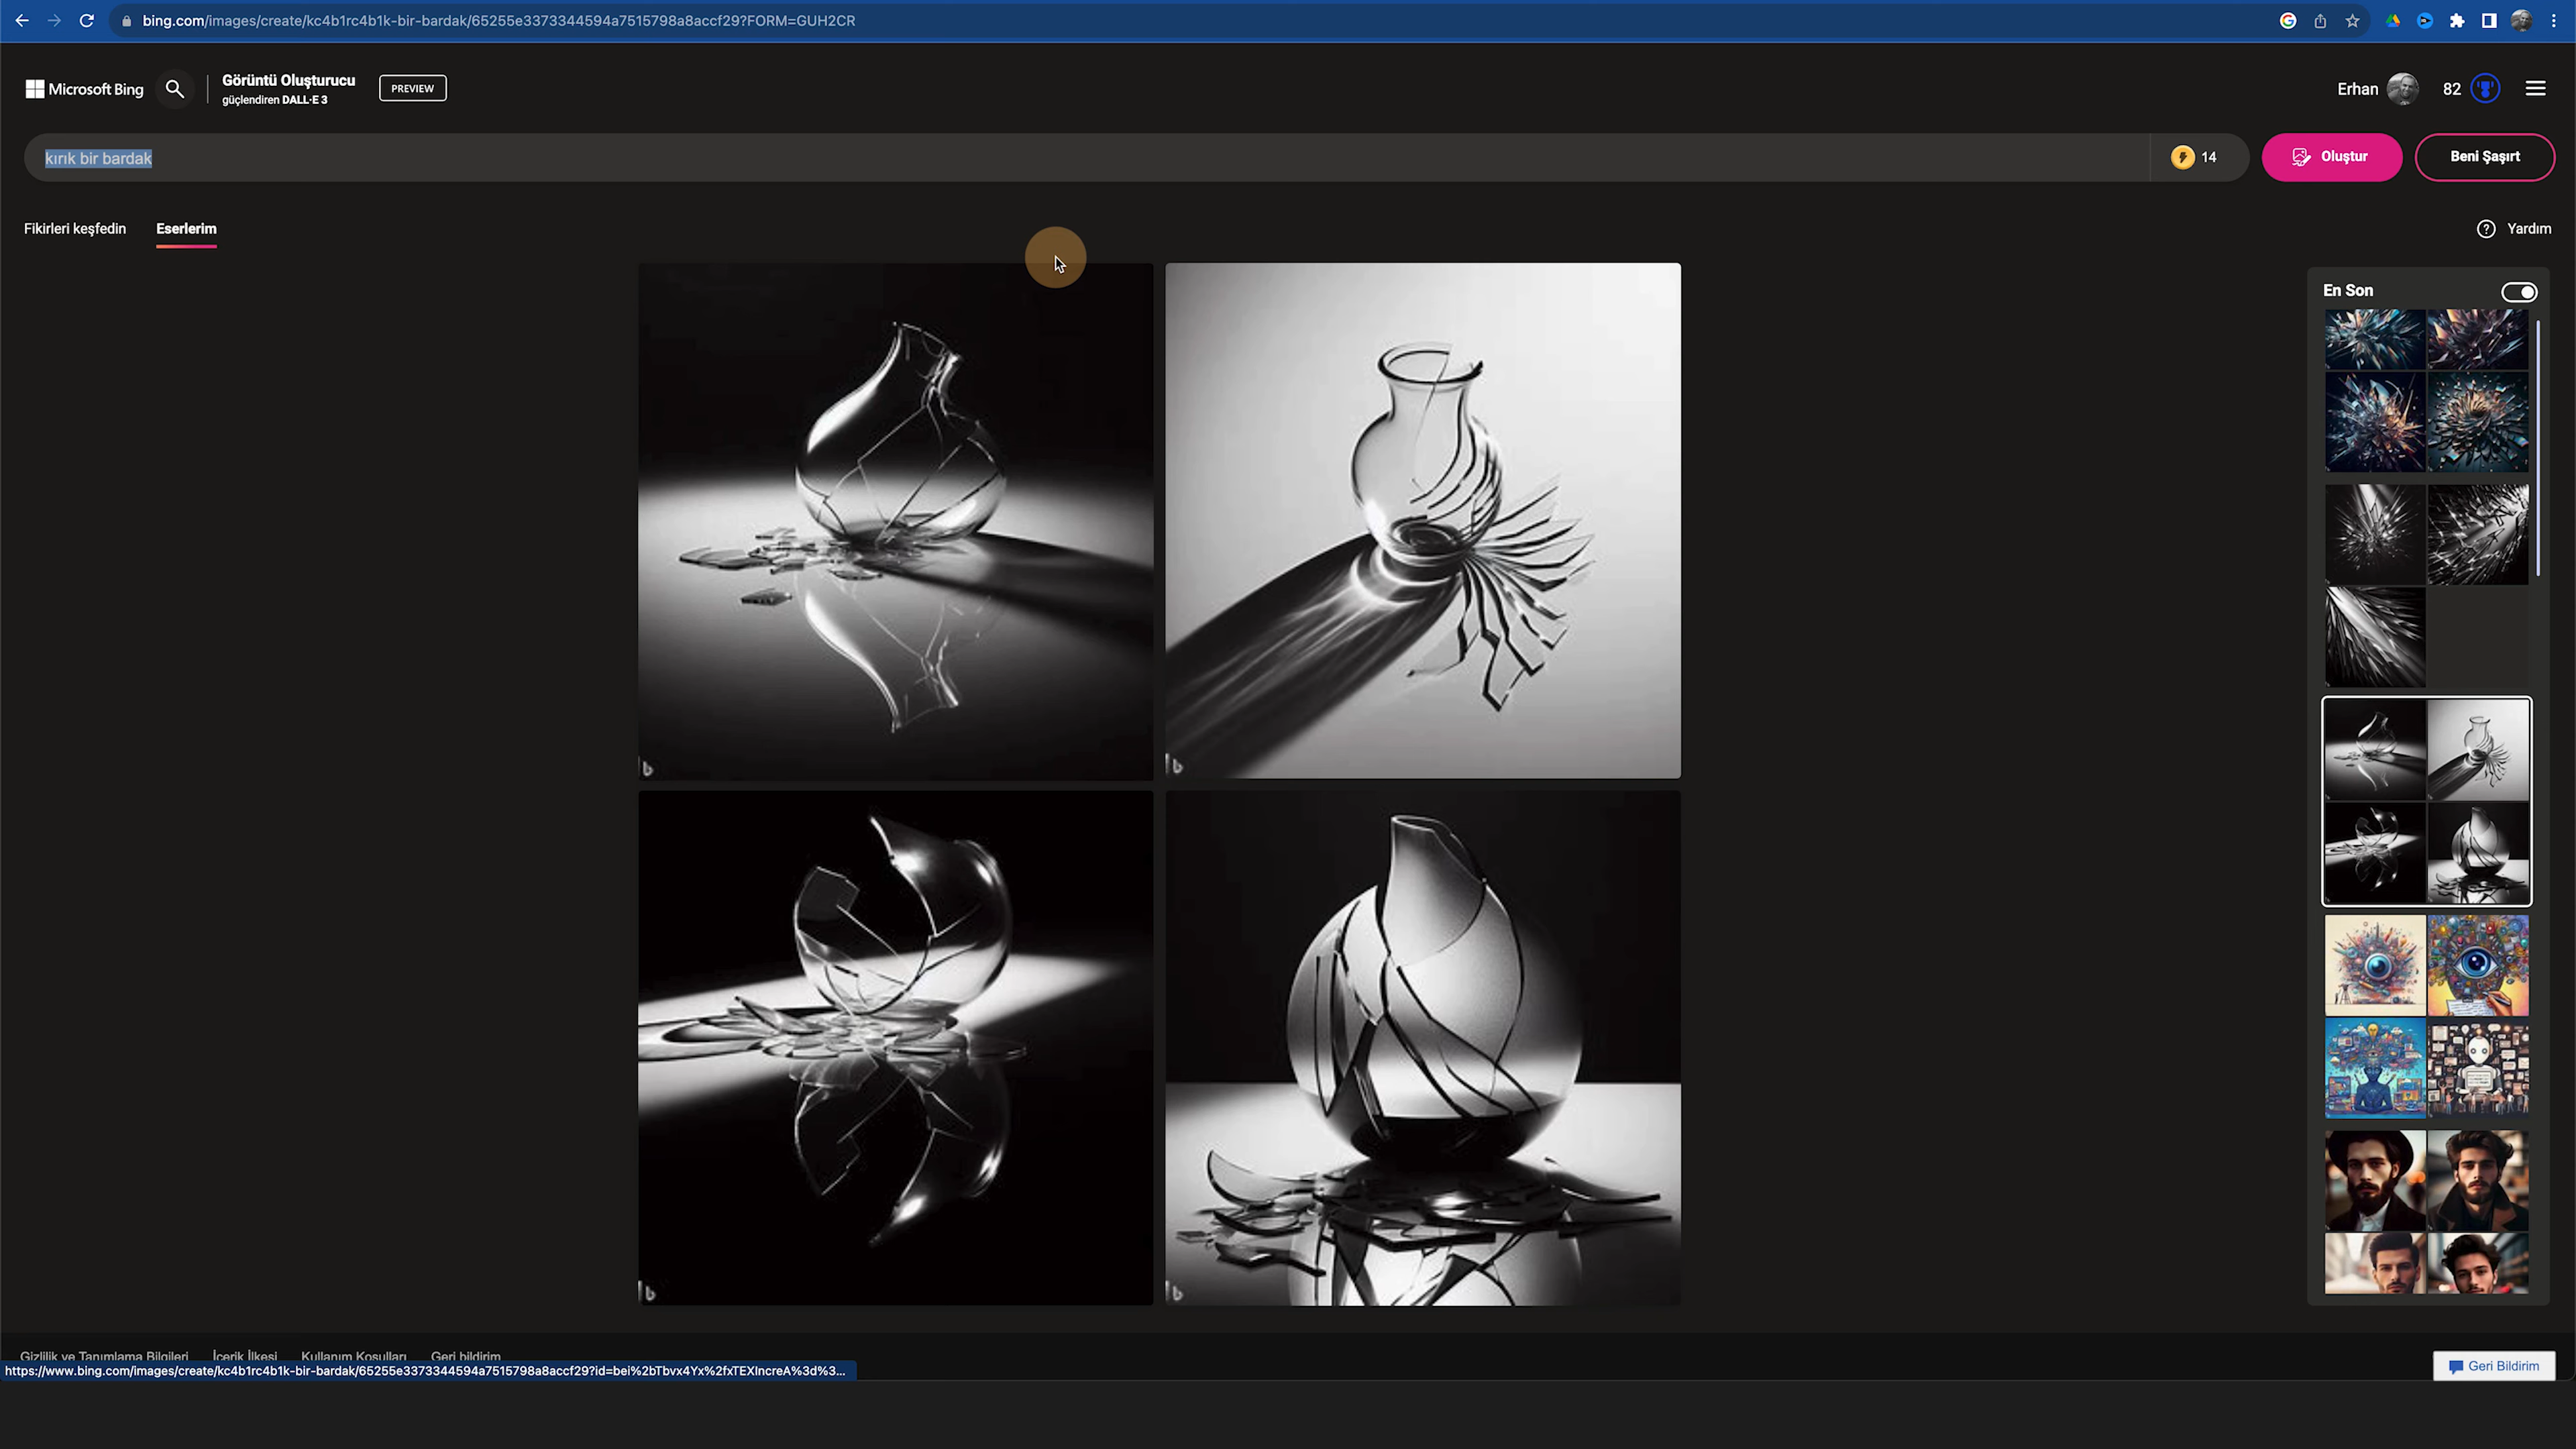 bing.com/images/create/kc4b1rc4b1k-bir-bardak/65255e3373344594a7515798a8accf29?FORM=GUH2CR
Microsoft Bing
Görüntü Oluşturucu
güçlendiren DALL·E 3
PREVIEW
Erhan
82
kırık bir bardak
14
Oluştur
Beni Şaşırt
Fikirleri keşfedin
Eserlerim
Yardım
En Son
Gizlilik ve Tanımlama Bilgileri
İçerik İlkesi
Kullanım Koşulları
Geri bildirim
https://www.bing.com/images/create/kc4b1rc4b1k-bir-bardak/65255e3373344594a7515798a8accf29?id=bei%2bTbvx4Yx%2fxTEXIncreA%3d%3...
Geri Bildirim